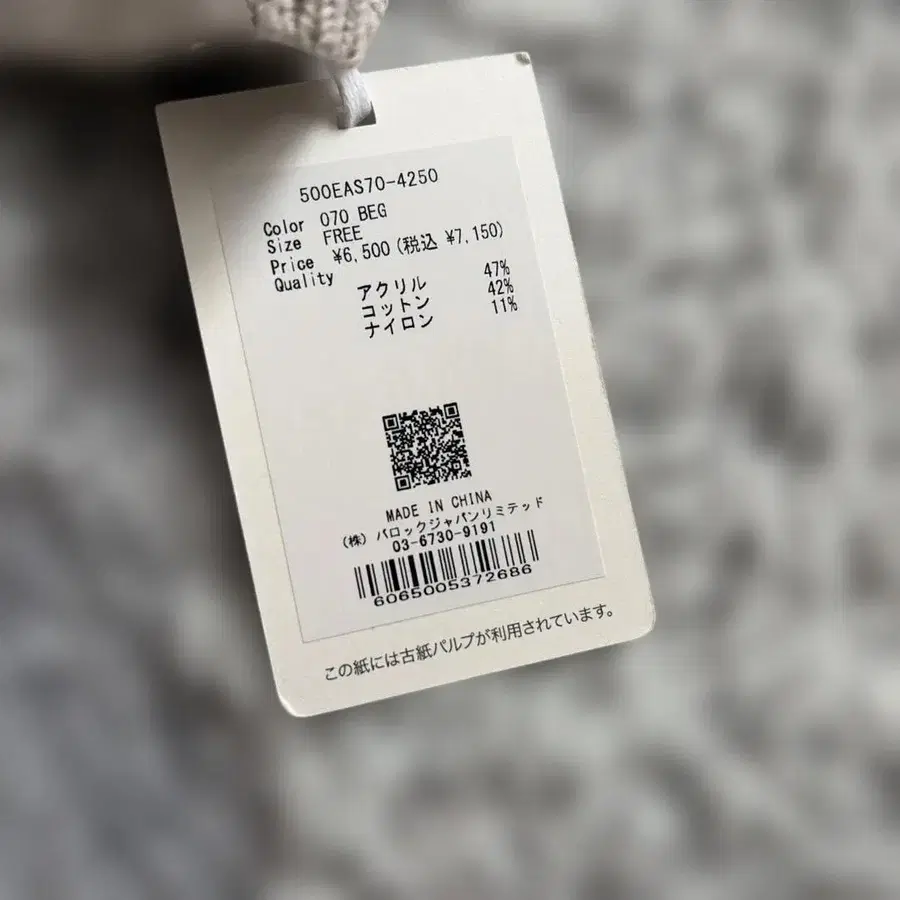 500EAS70-4250
Color 070 BEG
Size FREE
Price ¥6,500(税込 ¥7,150)
Quality
アクリル 47%
コットン 42%
ナイロン 11%
MADE IN CHINA
(株) バロックジャパンリミテッド
03-6730-9191
6065005372686
この紙には古紙パルプが利用されています。